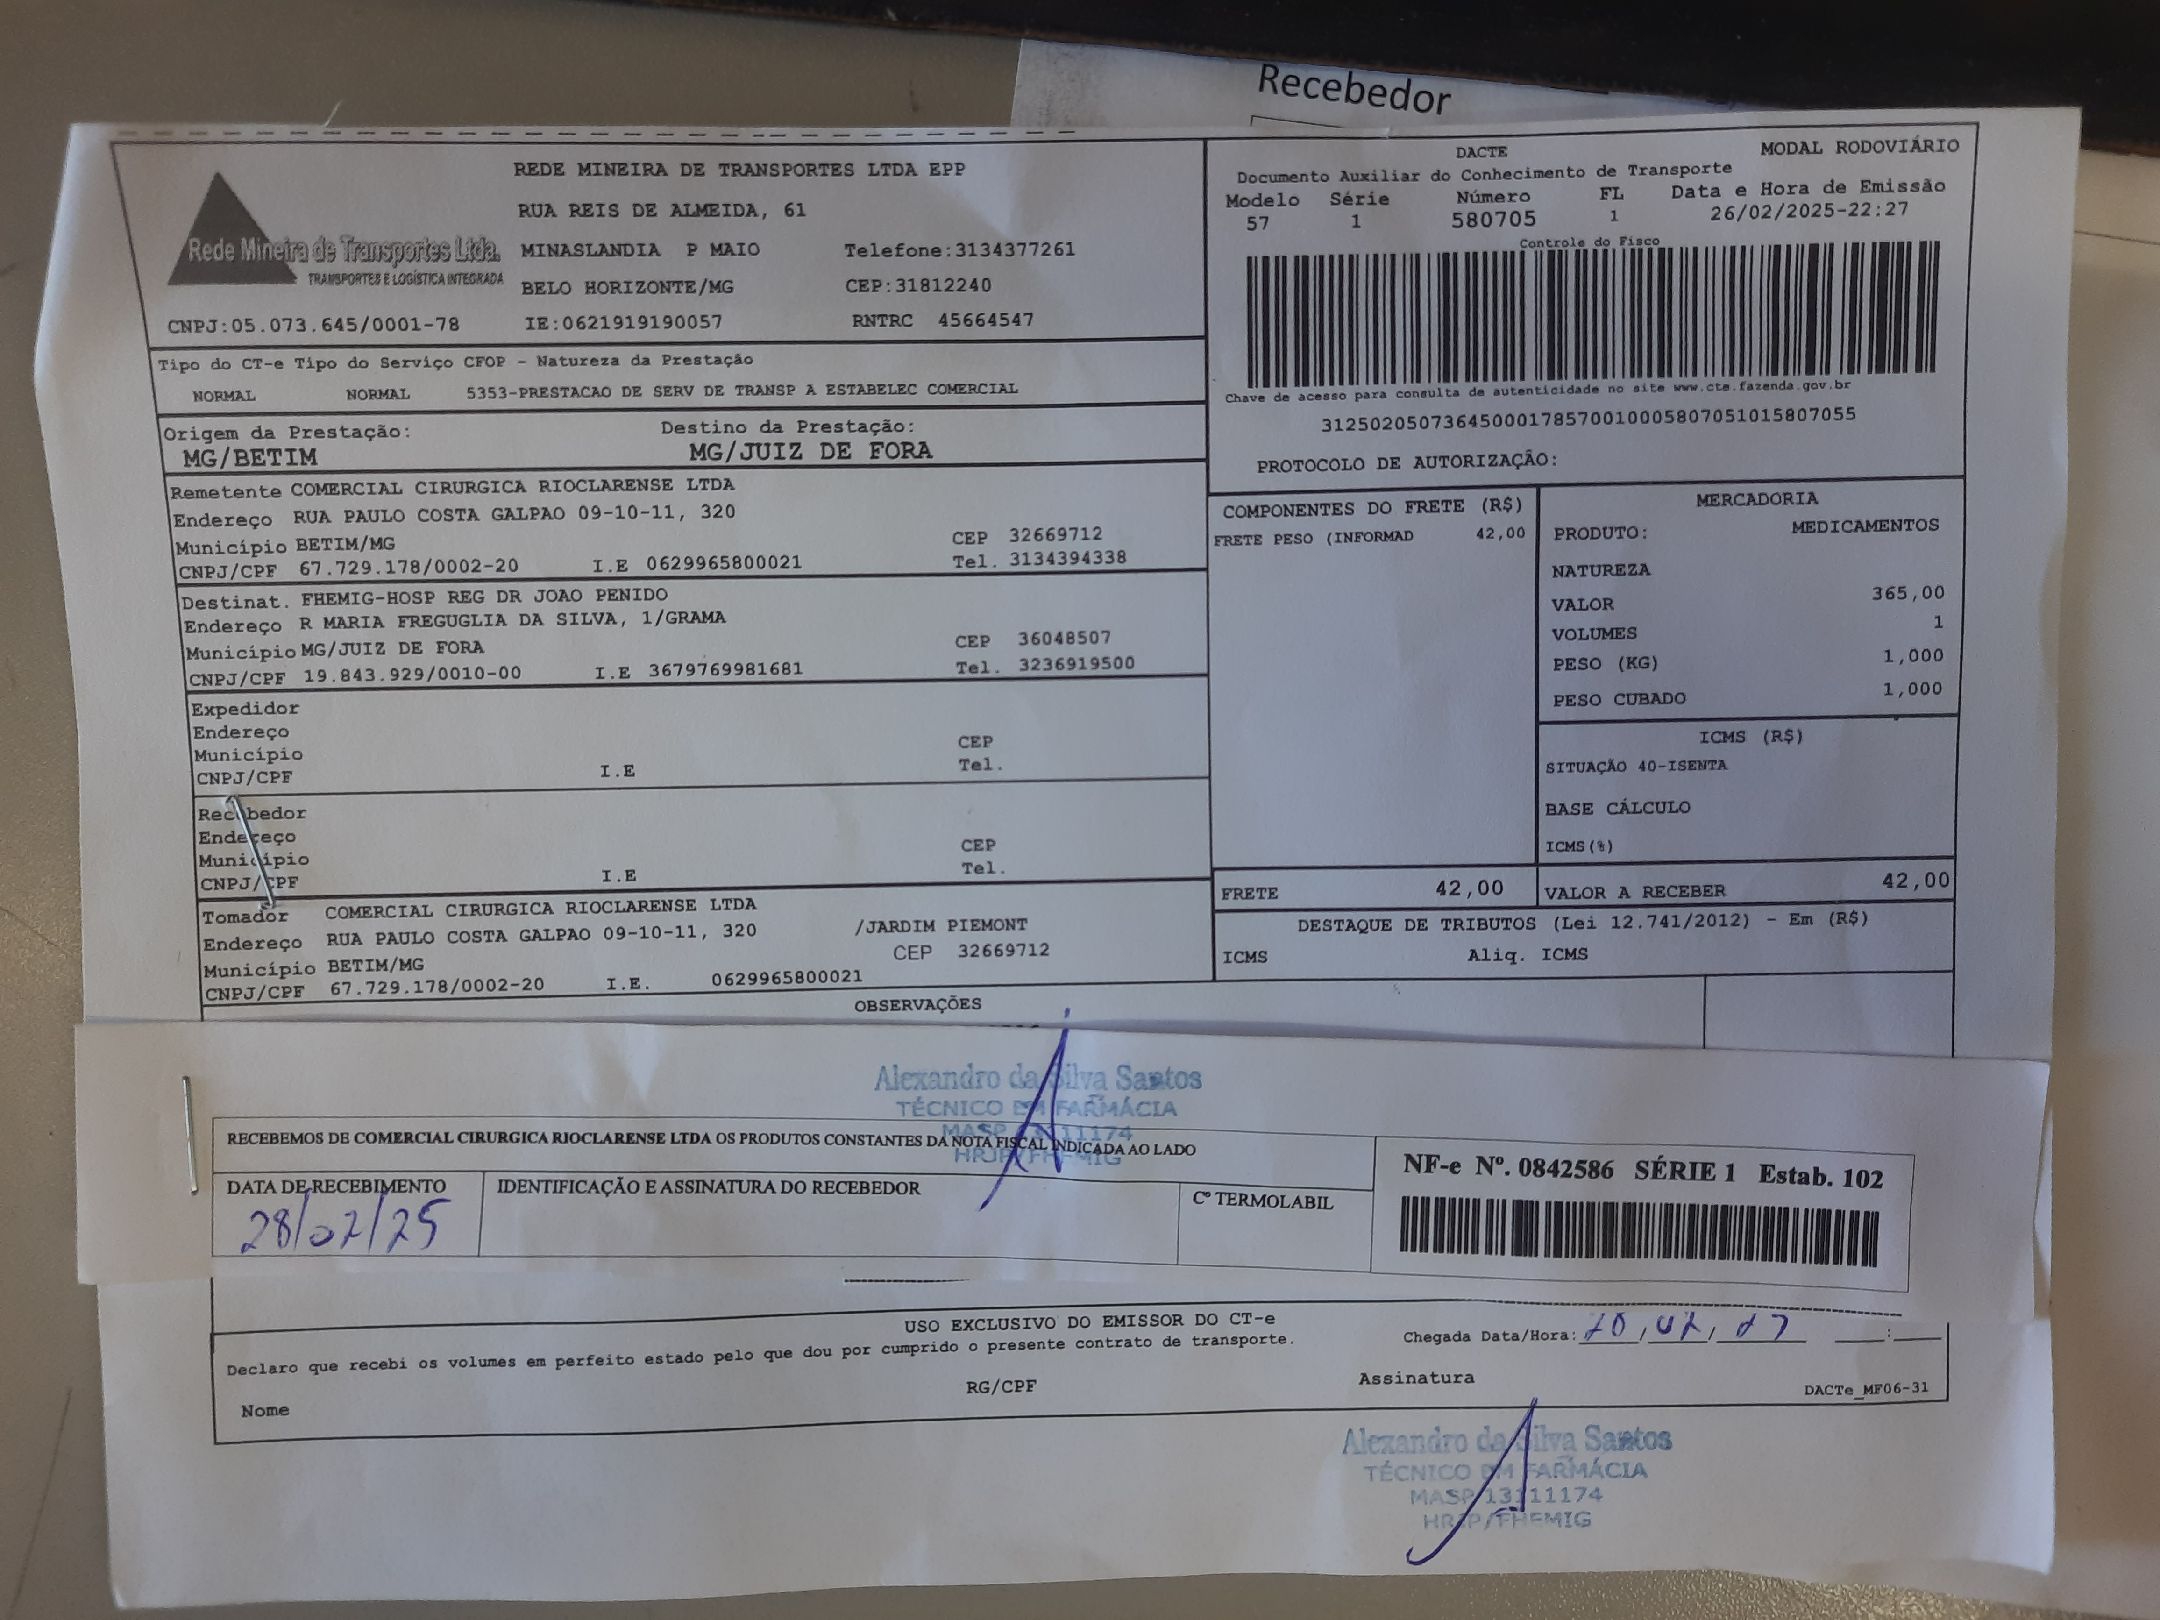 Recebedor
REDE MINEIRA DE TRANSPORTES LTDA EPP
RUA REIS DE ALMEIDA, 61
Rede Mineira de Transportes Ltda.
TRANSPORTES E LOGÍSTICA INTEGRADA
MINASLANDIA P MAIO Telefone:3134377261
BELO HORIZONTE/MG CEP:31812240
CNPJ:05.073.645/0001-78 IE:0621919190057 RNTRC 45664547
DACTE MODAL RODOVIÁRIO
Documento Auxiliar do Conhecimento de Transporte
Modelo Série Número FL Data e Hora de Emissão
57 1 580705 1 26/02/2025-22:27
Controle do Fisco
Chave de acesso para consulta de autenticidade no site www.cte.fazenda.gov.br
31250205073645000178570010005807051015807055
PROTOCOLO DE AUTORIZAÇÃO:
Tipo do CT-e Tipo do Serviço CFOP - Natureza da Prestação
NORMAL NORMAL 5353-PRESTACAO DE SERV DE TRANSP A ESTABELEC COMERCIAL
Origem da Prestação: Destino da Prestação:
MG/BETIM MG/JUIZ DE FORA
Remetente COMERCIAL CIRURGICA RIOCLARENSE LTDA
Endereço RUA PAULO COSTA GALPAO 09-10-11, 320
Município BETIM/MG CEP 32669712
CNPJ/CPF 67.729.178/0002-20 I.E 0629965800021 Tel. 3134394338
Destinat. FHEMIG-HOSP REG DR JOAO PENIDO
Endereço R MARIA FREGUGLIA DA SILVA, 1/GRAMA
Município MG/JUIZ DE FORA CEP 36048507
CNPJ/CPF 19.843.929/0010-00 I.E 3679769981681 Tel. 3236919500
Expedidor
Endereço
Município CEP
CNPJ/CPF I.E Tel.
Recebedor
Endereço
Município CEP
CNPJ/CPF I.E Tel.
Tomador COMERCIAL CIRURGICA RIOCLARENSE LTDA
Endereço RUA PAULO COSTA GALPAO 09-10-11, 320 /JARDIM PIEMONT
Município BETIM/MG CEP 32669712
CNPJ/CPF 67.729.178/0002-20 I.E. 0629965800021
COMPONENTES DO FRETE (R$)
FRETE PESO (INFORMAD 42,00
MERCADORIA
PRODUTO: MEDICAMENTOS
NATUREZA
VALOR 365,00
VOLUMES 1
PESO (KG) 1,000
PESO CUBADO 1,000
ICMS (R$)
SITUAÇÃO 40-ISENTA
BASE CÁLCULO
ICMS(%)
FRETE 42,00 VALOR A RECEBER 42,00
DESTAQUE DE TRIBUTOS (Lei 12.741/2012) - Em (R$)
ICMS Aliq. ICMS
OBSERVAÇÕES
Alexandro da Silva Santos
TÉCNICO EM FARMÁCIA
MASP 13111174
HRJP/FHEMIG
RECEBEMOS DE COMERCIAL CIRURGICA RIOCLARENSE LTDA OS PRODUTOS CONSTANTES DA NOTA FISCAL INDICADA AO LADO
DATA DE RECEBIMENTO IDENTIFICAÇÃO E ASSINATURA DO RECEBEDOR Cº TERMOLABIL
28/02/25
NF-e Nº. 0842586 SÉRIE 1 Estab. 102
USO EXCLUSIVO DO EMISSOR DO CT-e
Declaro que recebi os volumes em perfeito estado pelo que dou por cumprido o presente contrato de transporte.
Chegada Data/Hora:
Nome RG/CPF Assinatura DACTe_MF06-31
Alexandro da Silva Santos
TÉCNICO EM FARMÁCIA
MASP 13111174
HRJP/FHEMIG